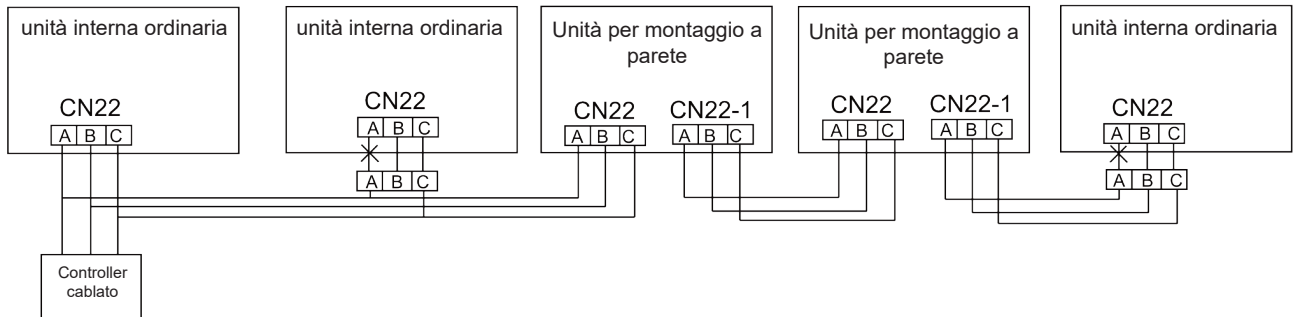 unità interna ordinaria
CN22
A B C
unità interna ordinaria
CN22
A B C
A B C
Unità per montaggio a
parete
CN22 CN22-1
A B C A B C
Unità per montaggio a
parete
CN22 CN22-1
A B C A B C
unità interna ordinaria
CN22
A B C
A B C
Controller
cablato